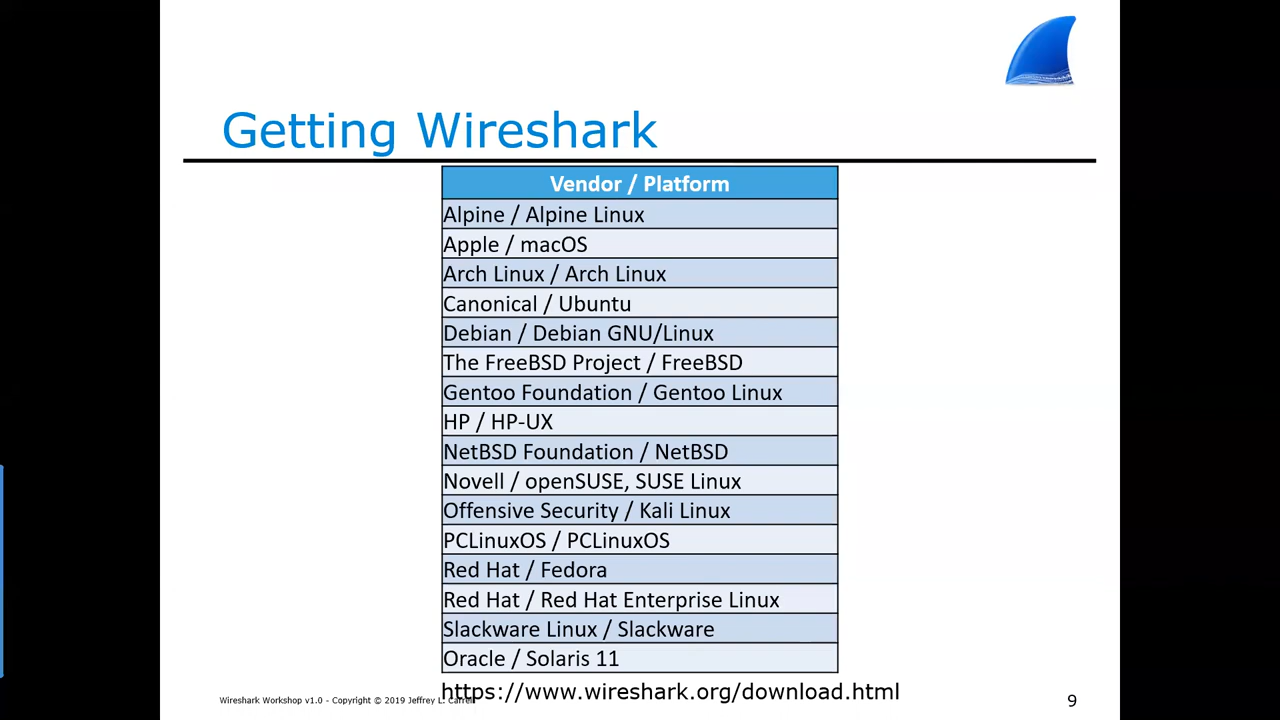 Getting Wireshark
Vendor / Platform
Alpine / Alpine Linux
Apple / macOS
Arch Linux / Arch Linux
Canonical / Ubuntu
Debian / Debian GNU/Linux
The FreeBSD Project / FreeBSD
Gentoo Foundation / Gentoo Linux
HP / HP-UX
NetBSD Foundation / NetBSD
Novell / openSUSE, SUSE Linux
Offensive Security / Kali Linux
PCLinuxOS / PCLinuxOS
Red Hat / Fedora
Red Hat / Red Hat Enterprise Linux
Slackware Linux / Slackware
Oracle / Solaris 11
https://www.wireshark.org/download.html
Wireshark Workshop v1.0 - Copyright © 2019 Jeffrey L.
9